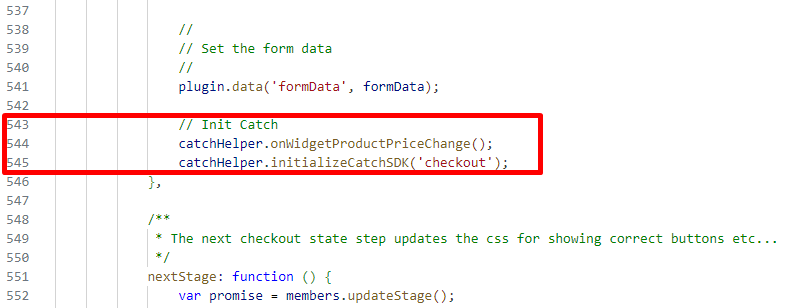 537
538 //
539 // Set the form data
540 //
541 plugin.data('formData', formData);
542
543 // Init Catch
544 catchHelper.onWidgetProductPriceChange();
545 catchHelper.initializeCatchSDK('checkout');
546 },
547
548 /**
549 * The next checkout state step updates the css for showing correct buttons etc...
550 */
551 nextStage: function () {
552 var promise = members.updateStage();